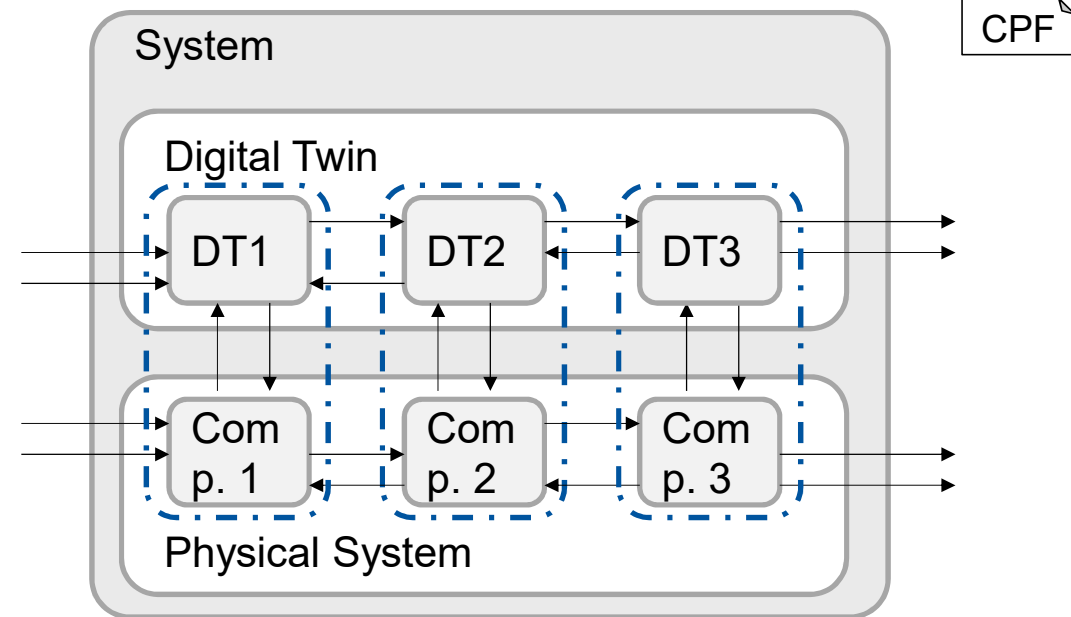 System
CPF
Digital Twin
DT1
DT2
DT3
Com
p. 1
Com
p. 2
Com
p. 3
Physical System